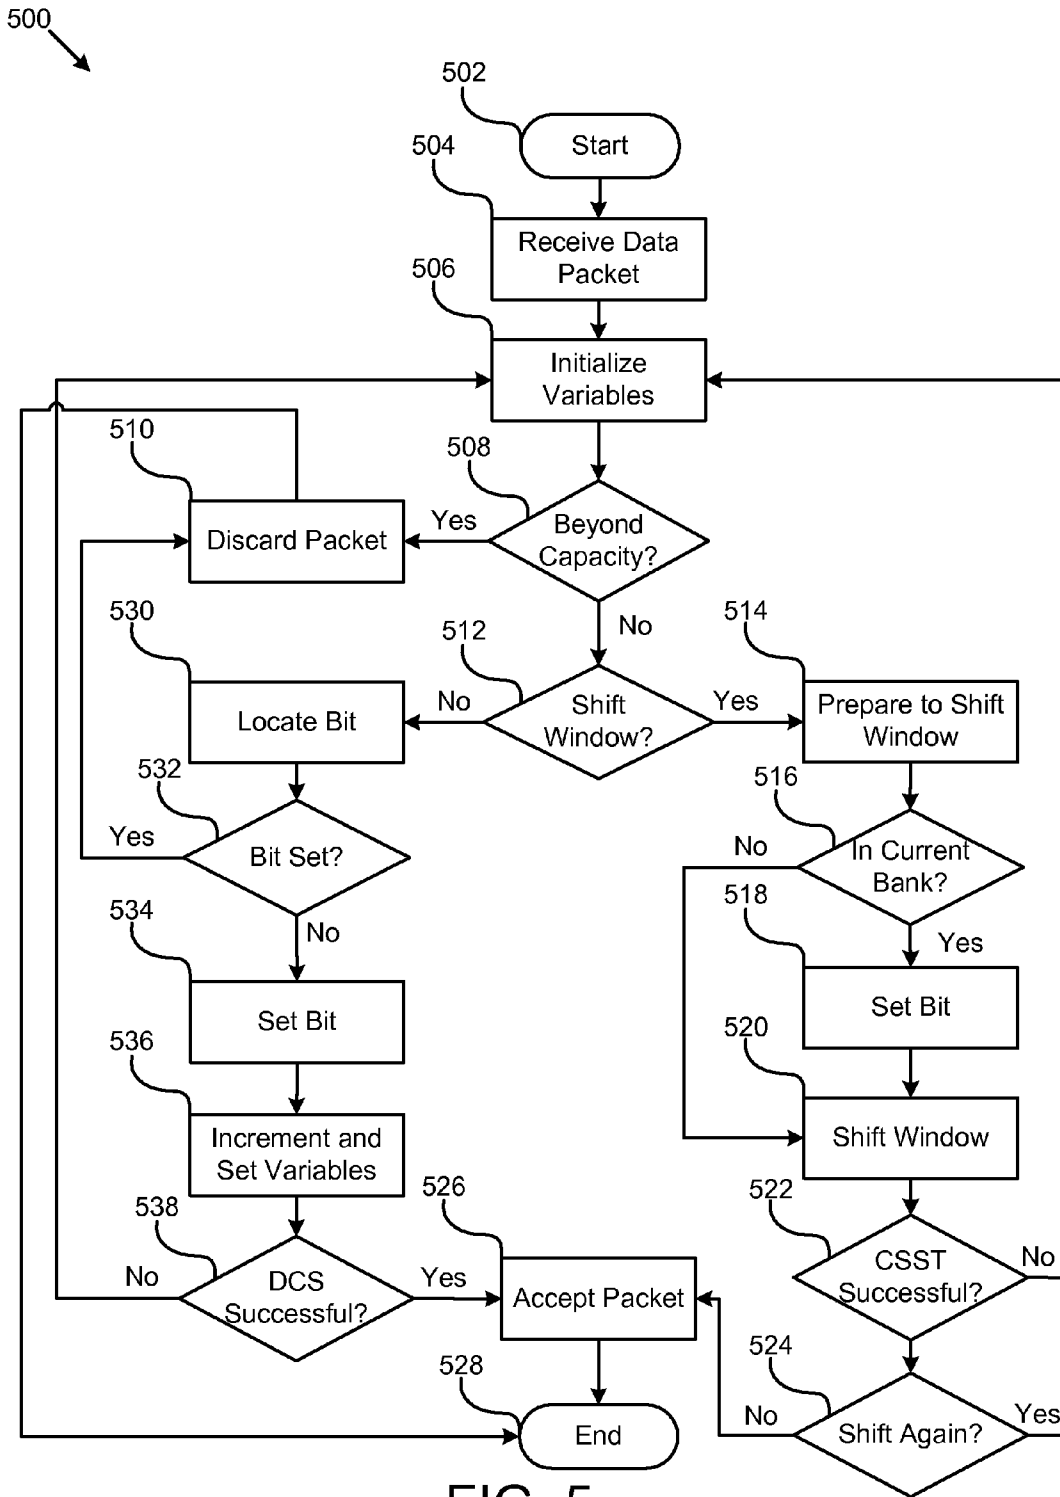 500
502
Start
504
Receive Data
Packet
506
Initialize
Variables
508
Beyond
Capacity?
Yes
No
510
Discard Packet
512
Shift
Window?
No
Yes
514
Prepare to Shift
Window
516
In Current
Bank?
No
Yes
518
Set Bit
520
Shift Window
522
CSST
Successful?
No
524
Shift Again?
No
Yes
530
Locate Bit
532
Bit Set?
Yes
No
534
Set Bit
536
Increment and
Set Variables
538
DCS
Successful?
No
Yes
526
Accept Packet
528
End
FIG. 5